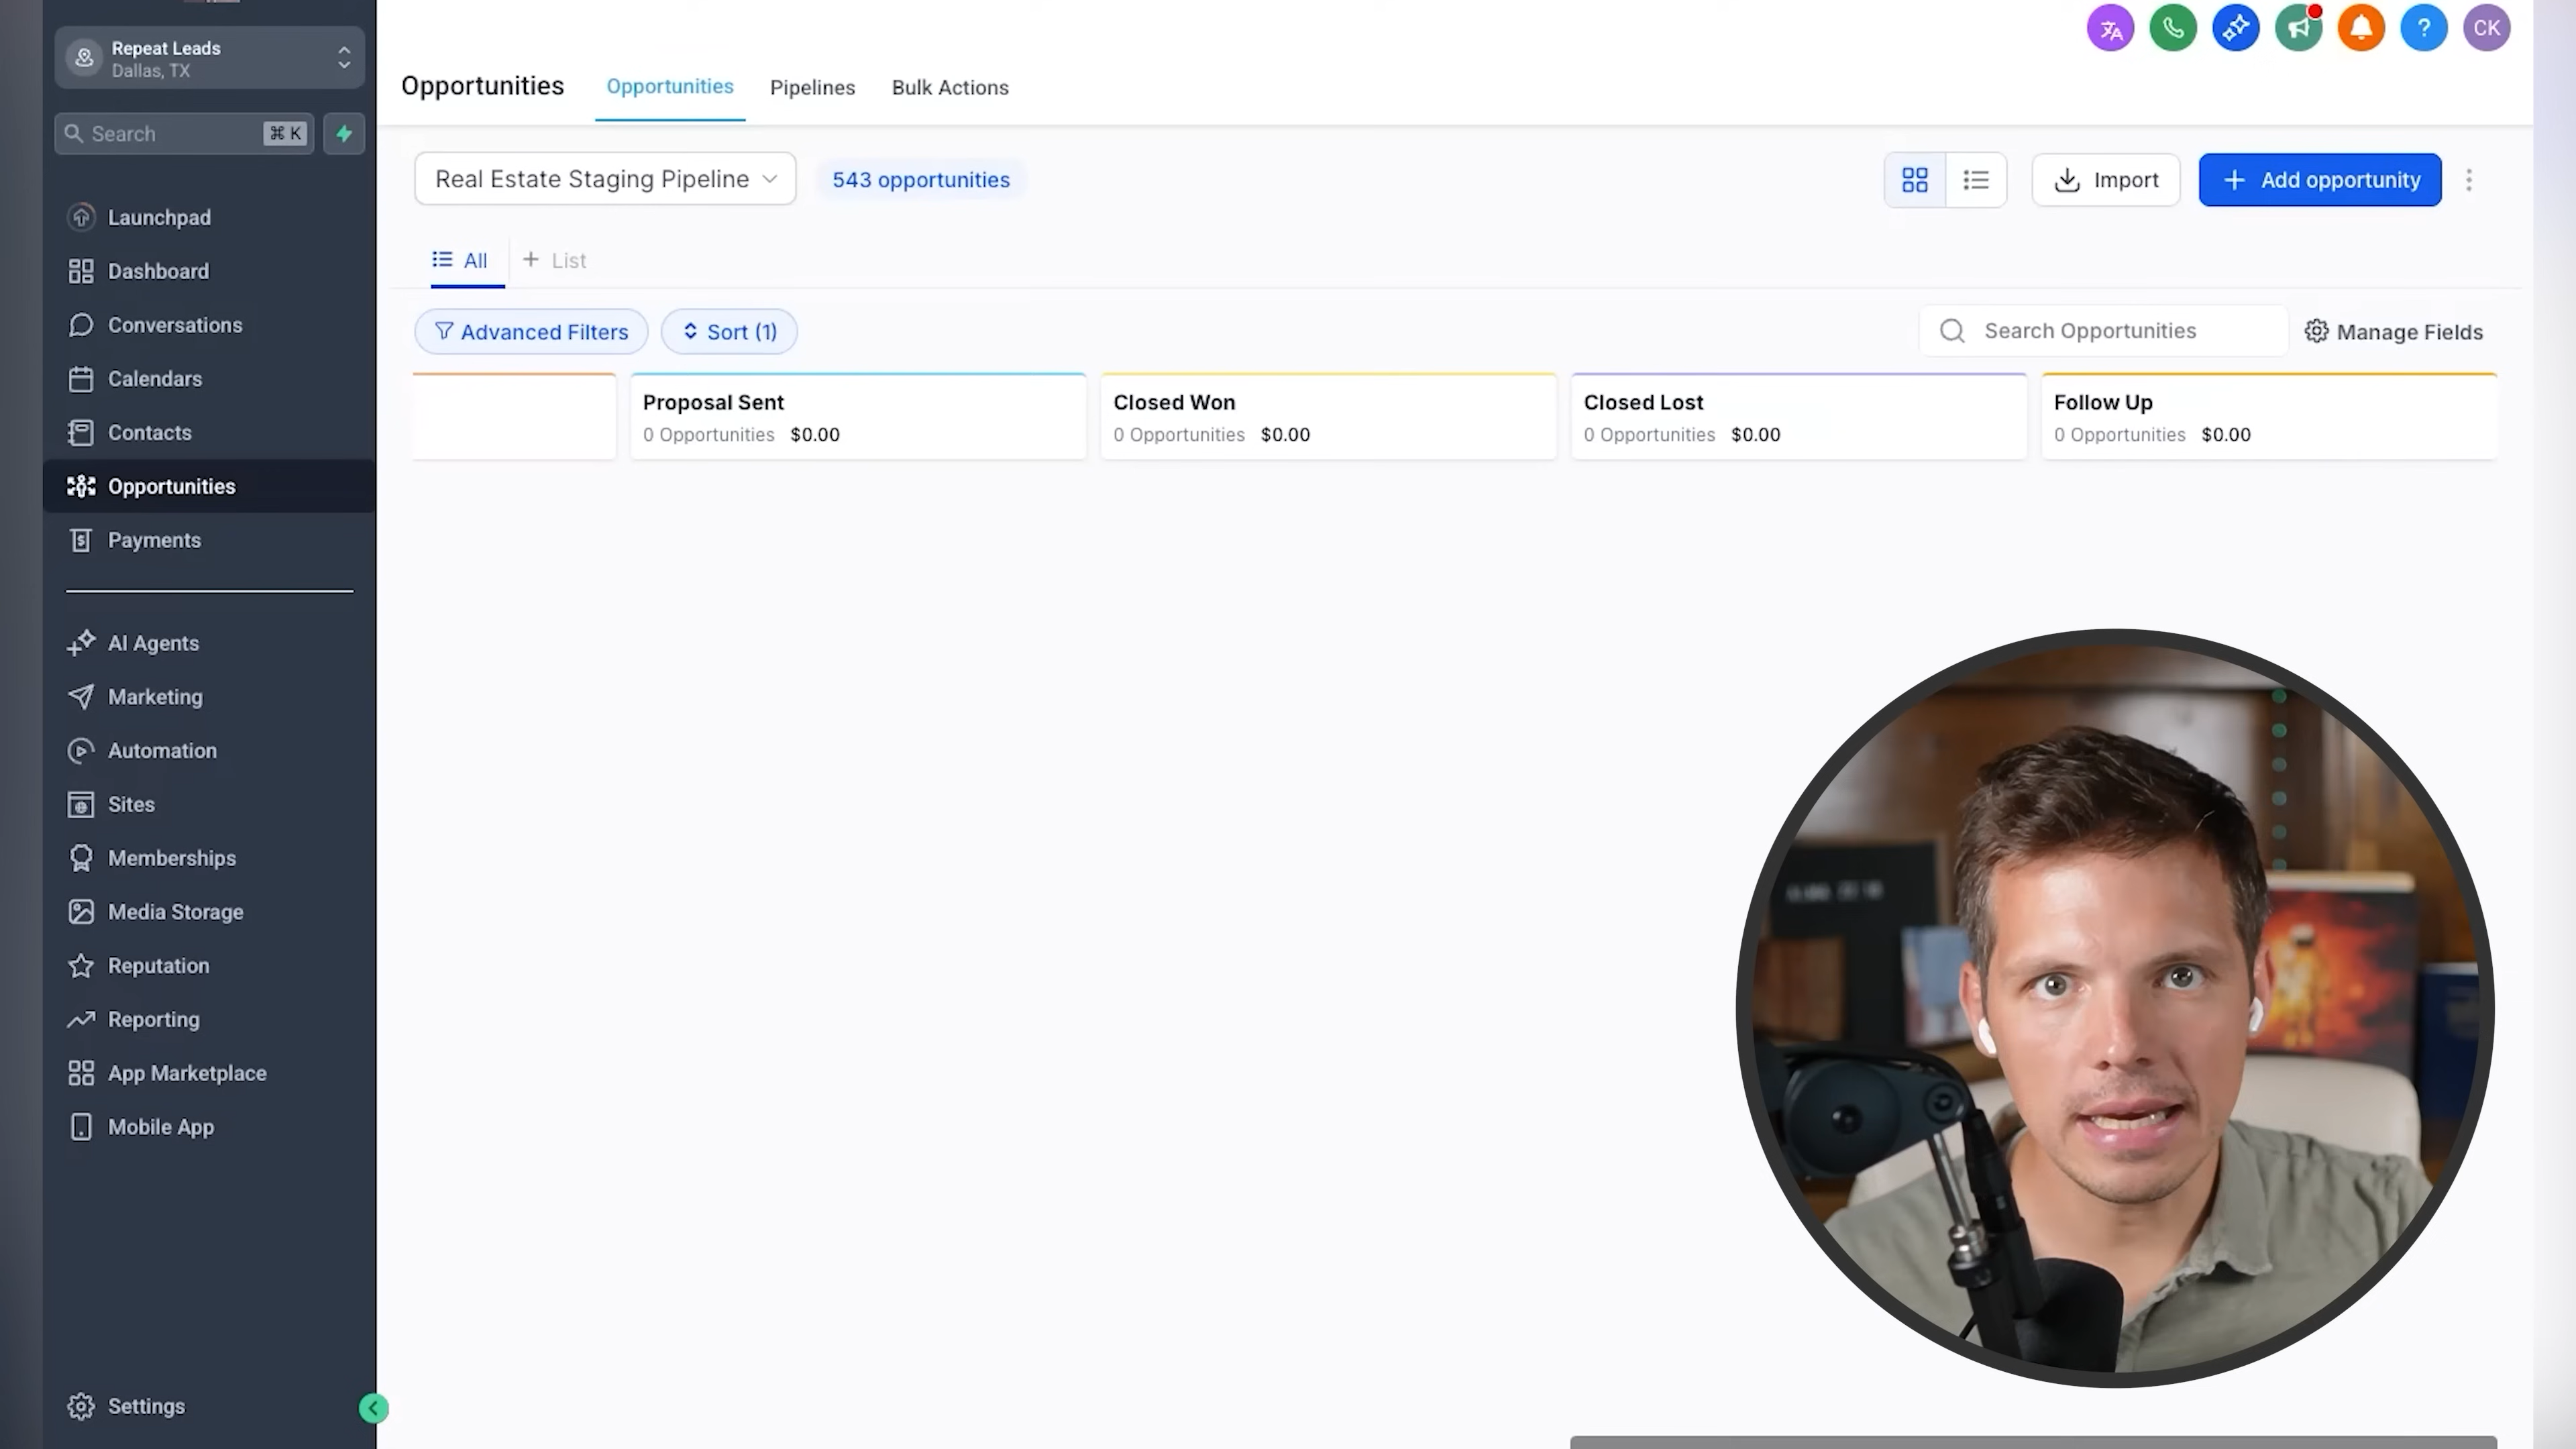 Repeat Leads
Dallas, TX
Search
⌘ K
Launchpad
Dashboard
Conversations
Calendars
Contacts
Opportunities
Payments
AI Agents
Marketing
Automation
Sites
Memberships
Media Storage
Reputation
Reporting
App Marketplace
Mobile App
Settings
CK
Opportunities
Opportunities Pipelines Bulk Actions
Real Estate Staging Pipeline
543 opportunities
Import
+ Add opportunity
All
+ List
Advanced Filters
Sort (1)
Search Opportunities
Manage Fields
Proposal Sent
0 Opportunities $0.00
Closed Won
0 Opportunities $0.00
Closed Lost
0 Opportunities $0.00
Follow Up
0 Opportunities $0.00